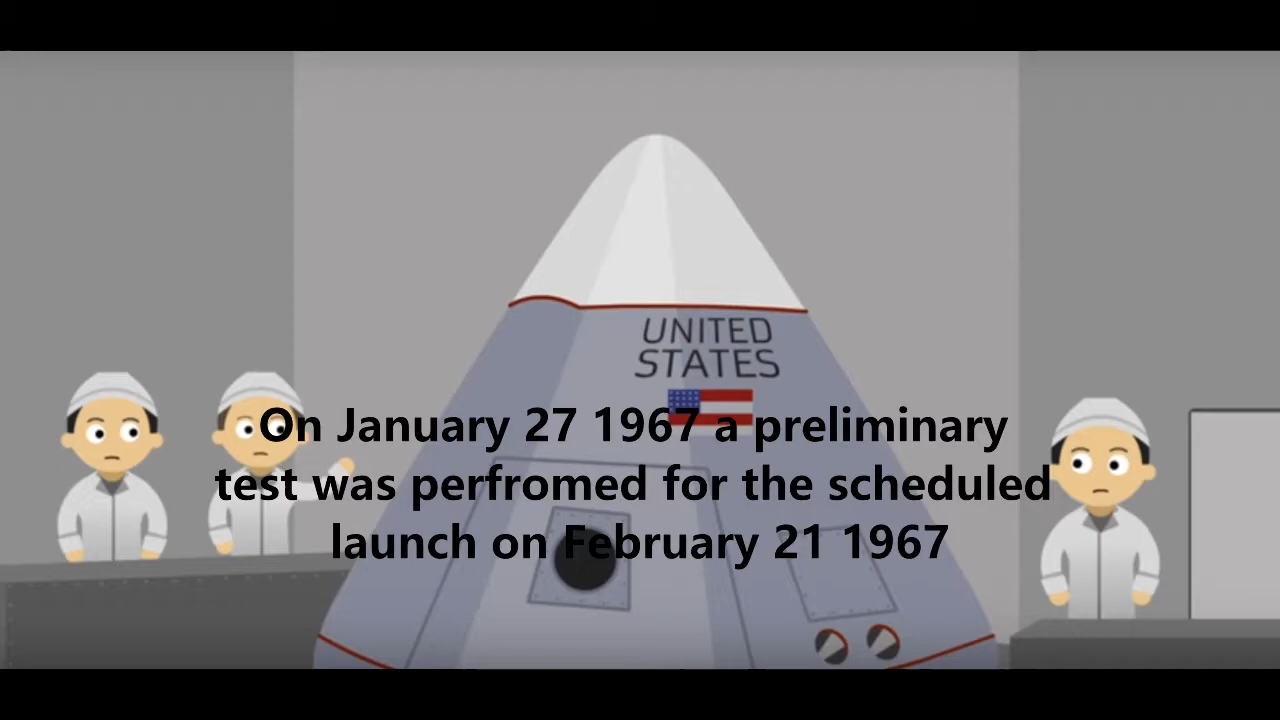 UNITED
STATES
On January 27 1967 a preliminary
test was perfromed for the scheduled
launch on February 21 1967